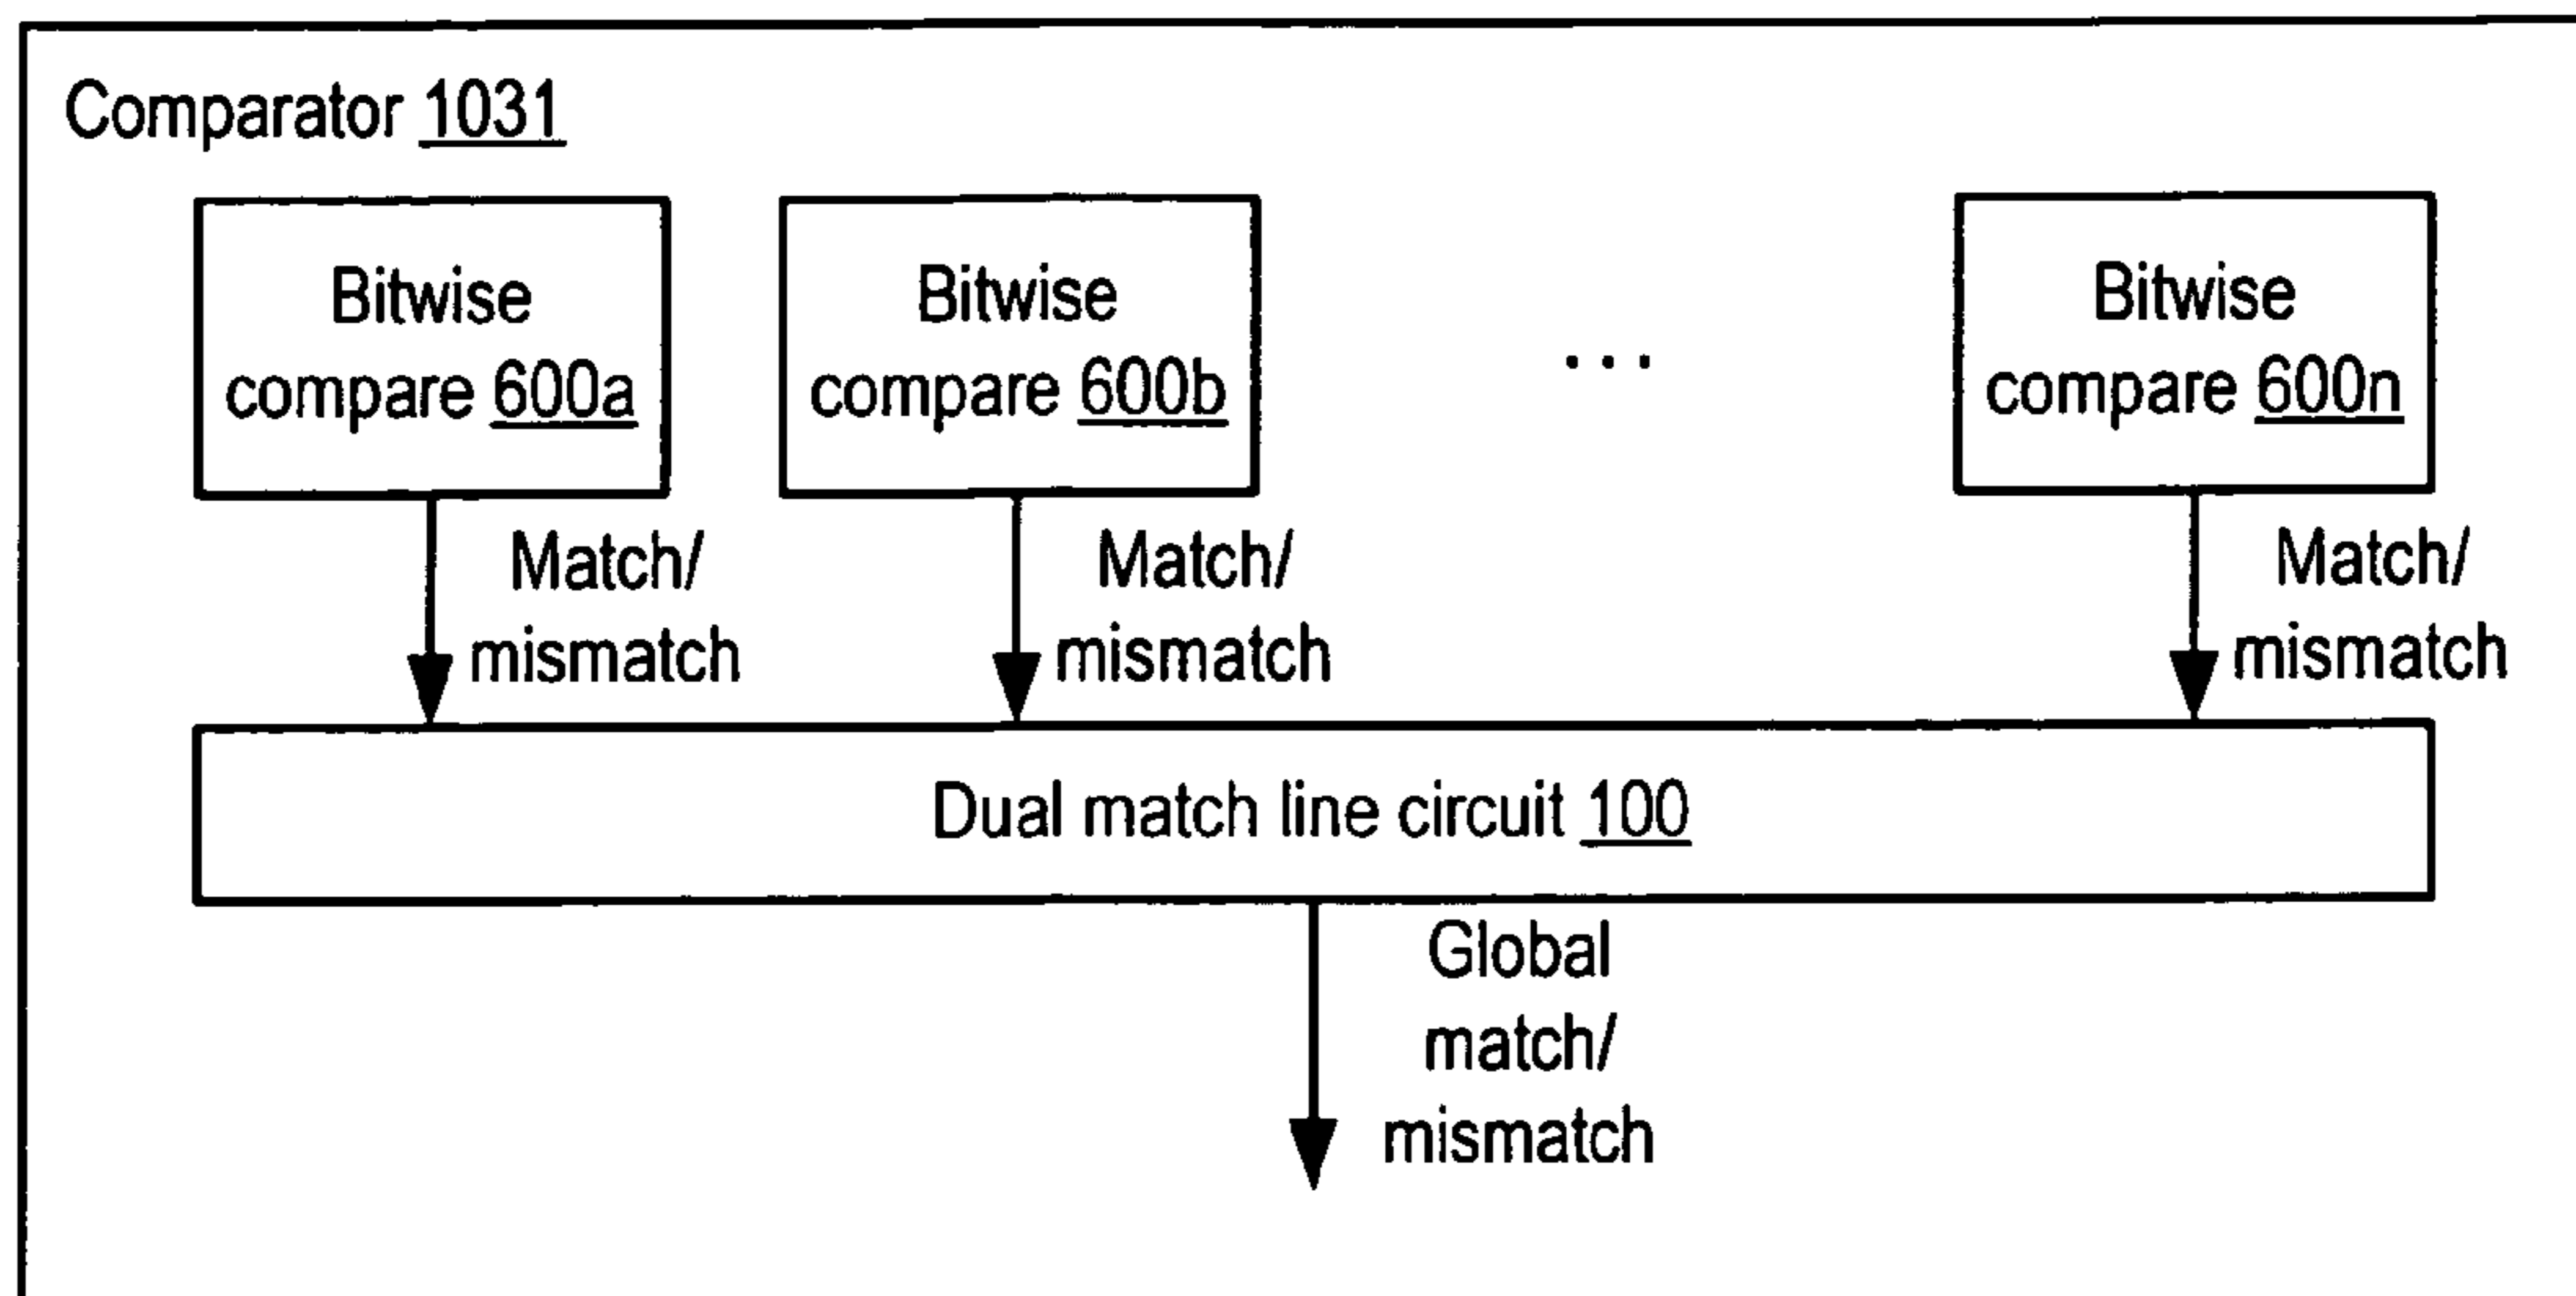 Comparator 1031
Bitwise
compare 600a
Bitwise
compare 600b
...
Bitwise
compare 600n
Match/
mismatch
Match/
mismatch
Match/
mismatch
Dual match line circuit 100
Global
match/
mismatch